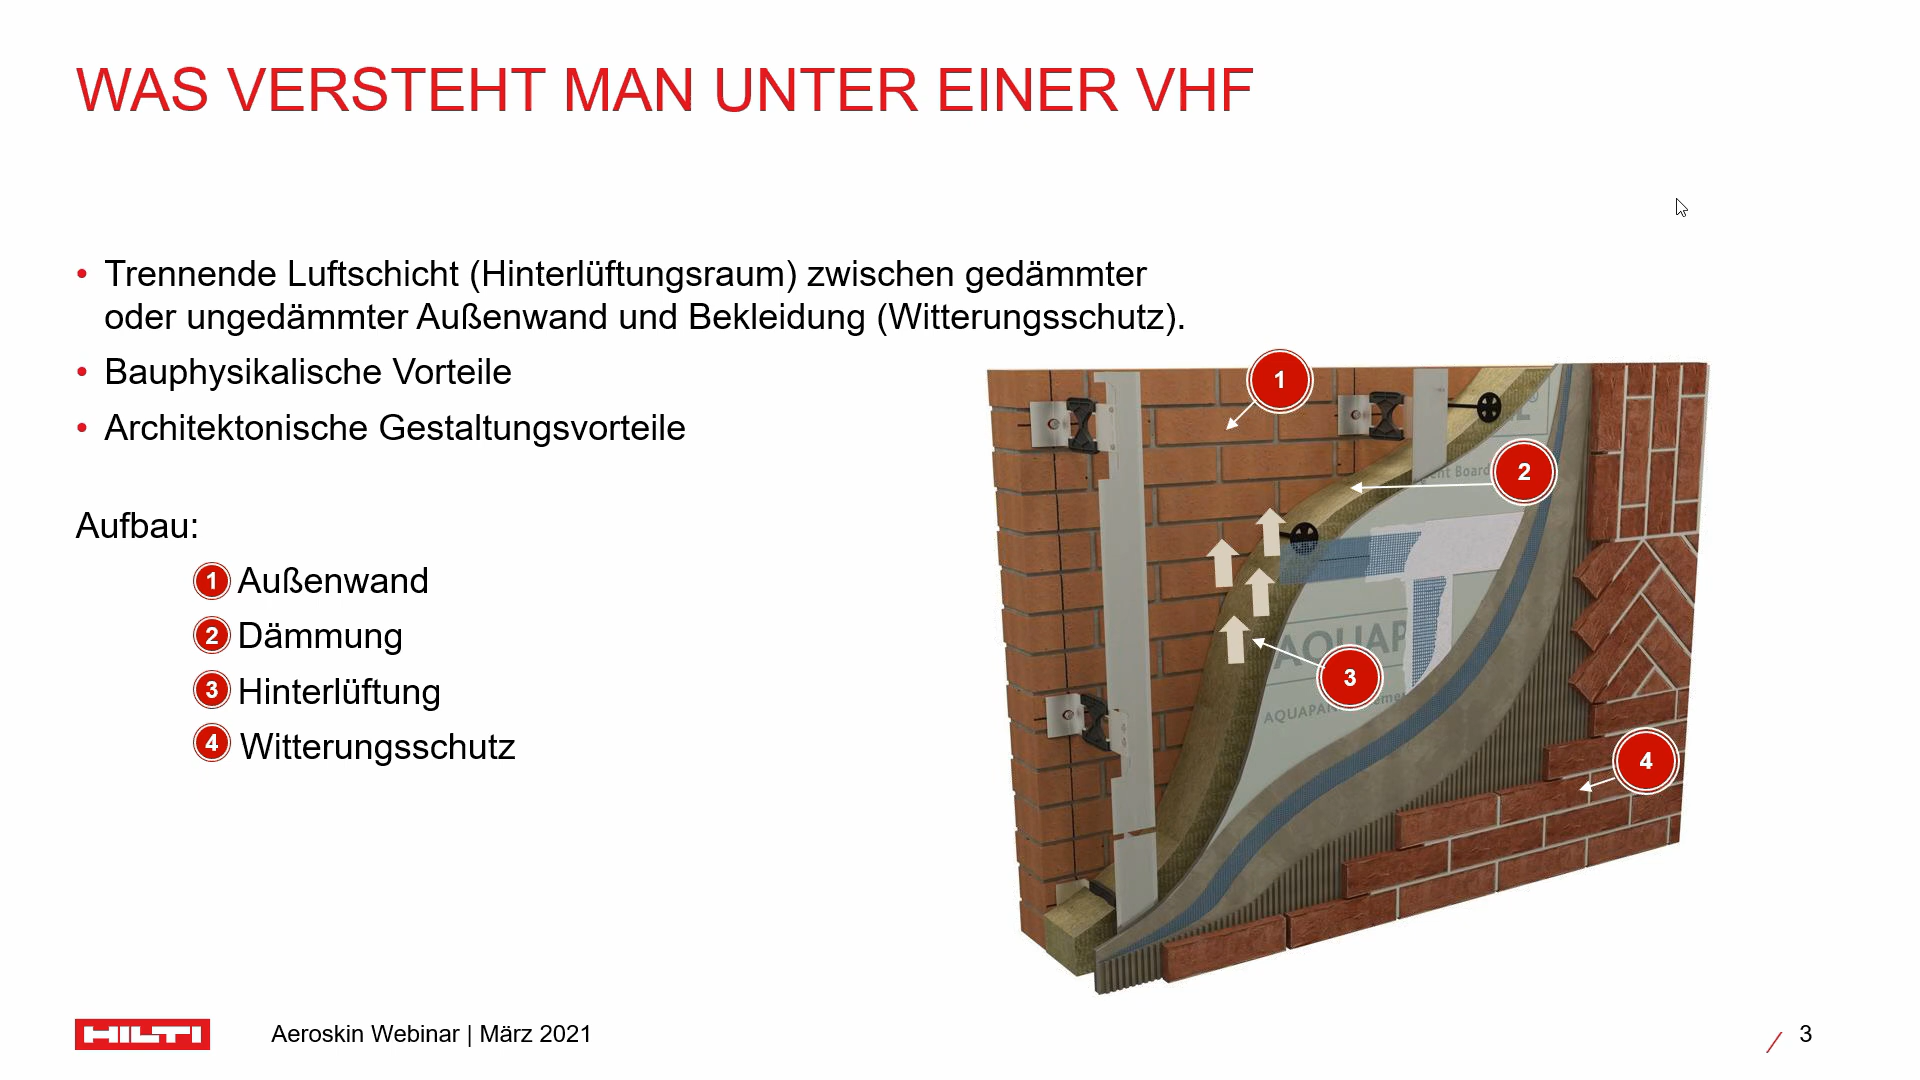 WAS VERSTEHT MAN UNTER EINER VHF
• Trennende Luftschicht (Hinterlüftungsraum) zwischen gedämmter
oder ungedämmter Außenwand und Bekleidung (Witterungsschutz).
• Bauphysikalische Vorteile
• Architektonische Gestaltungsvorteile
Aufbau:
1 Außenwand
2 Dämmung
3 Hinterlüftung
4 Witterungsschutz
1
2
Board
3
AQUAP
4
HILTI
Aeroskin Webinar | März 2021
3